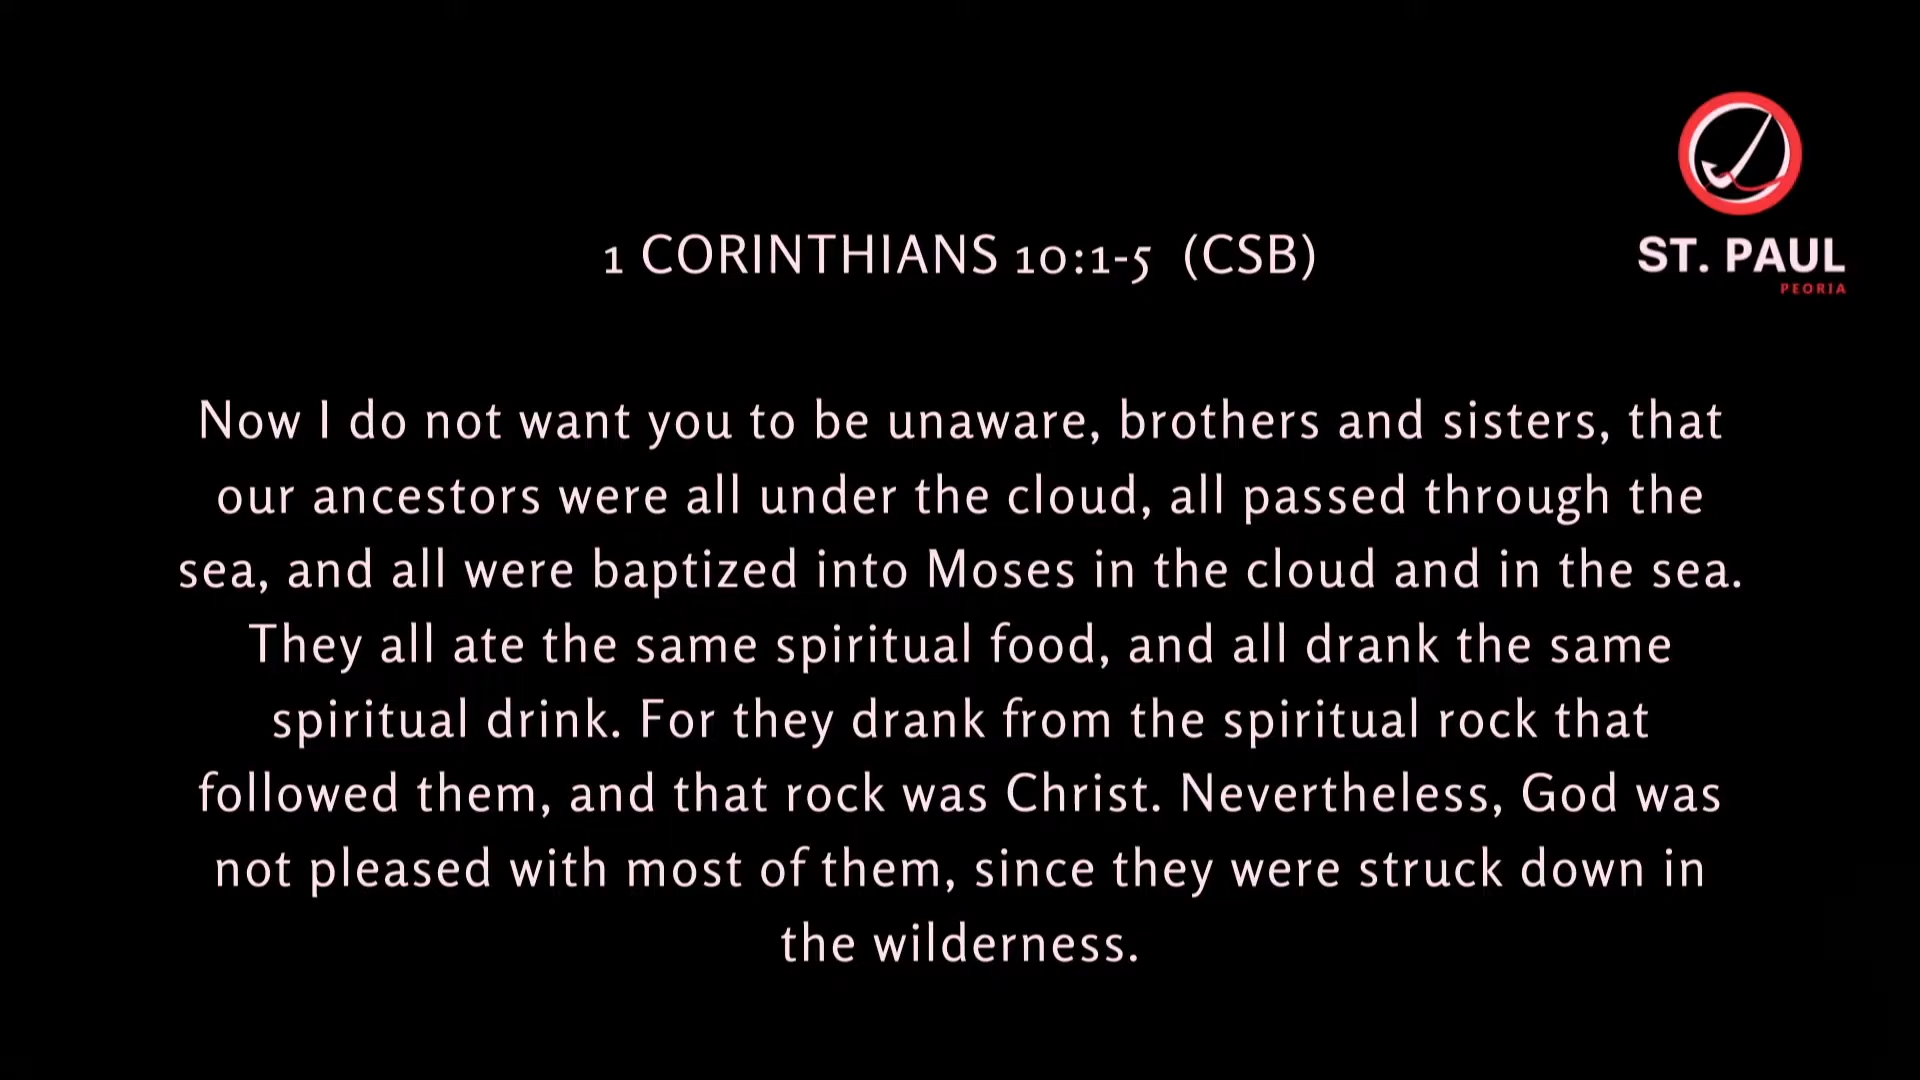 1 CORINTHIANS 10:1-5 (CSB)
ST. PAUL
PEORIA
Now I do not want you to be unaware, brothers and sisters, that
our ancestors were all under the cloud, all passed through the
sea, and all were baptized into Moses in the cloud and in the sea.
They all ate the same spiritual food, and all drank the same
spiritual drink. For they drank from the spiritual rock that
followed them, and that rock was Christ. Nevertheless, God was
not pleased with most of them, since they were struck down in
the wilderness.